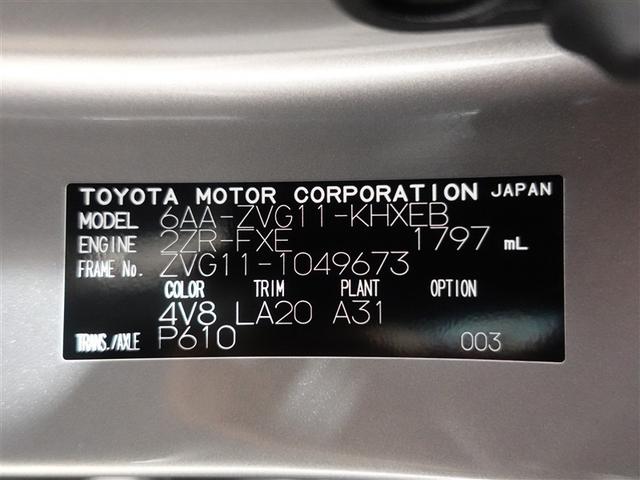 TOYOTA MOTOR CORPORATION JAPAN
MODEL 6AA-ZVG11-KHXEB
ENGINE 2ZR-FXE 1797 mL
FRAME No. ZVG11-1049673
COLOR TRIM PLANT OPTION
4V8 LA20 A31
TRANS./AXLE P610 003